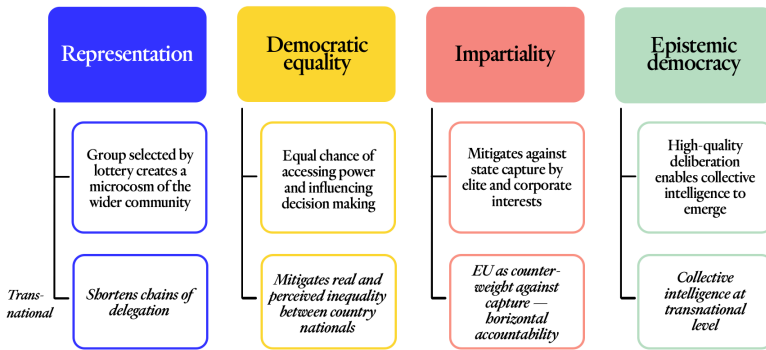 Representation
Democratic
equality
Impartiality
Epistemic
democracy
Group selected by
lottery creates a
microcosm of the
wider community
Equal chance of
accessing power
and influencing
decision making
Mitigates against
state capture by
elite and corporate
interests
High-quality
deliberation
enables collective
intelligence to
emerge
Trans-
national
Shortens chains of
delegation
Mitigates real and
perceived inequality
between country
nationals
EU as counter-
weight against
capture —
horizontal
accountability
Collective
intelligence at
transnational
level